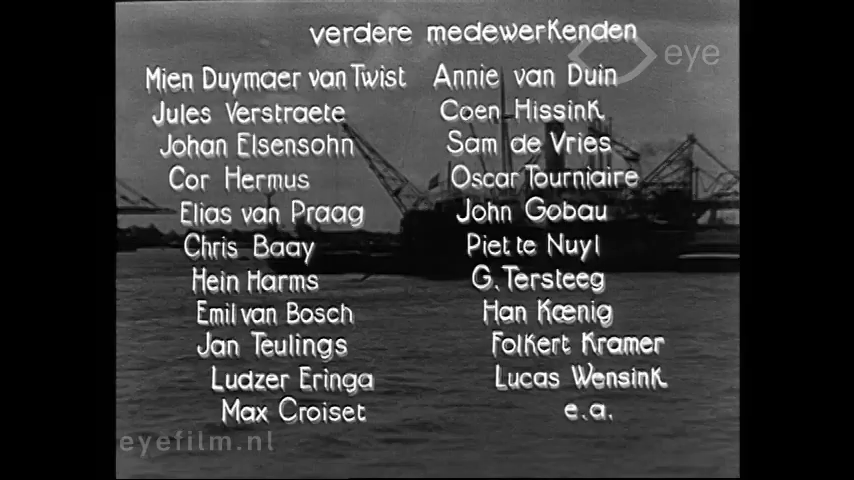 verdere medewerkenden
eye
Mien Duymaer van Twist
Jules Verstraete
Johan Elsensohn
Cor Hermus
Elias van Praag
Chris Baay
Hein Harms
Emil van Bosch
Jan Teulings
Ludzer Eringa
Max Croiset
Annie van Duin
Coen Hissink
Sam de Vries
Oscar Tourniaire
John Gobau
Piet te Nuyl
G. Tersteeg
Han Kœnig
Folkert Kramer
Lucas Wensink
e.a.
eyefilm.nl